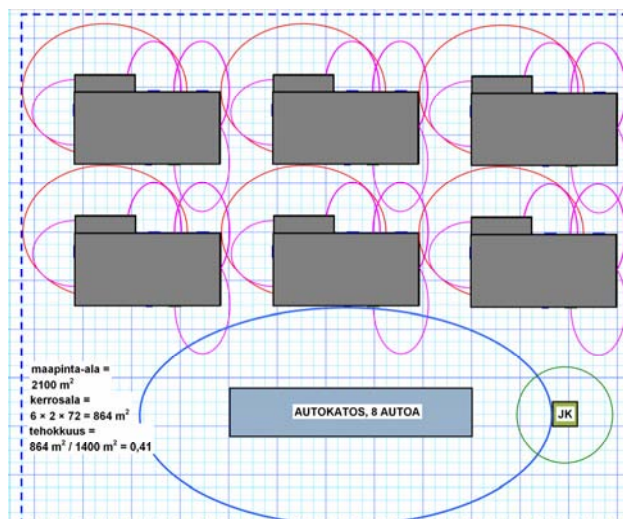 maapinta-ala =
2100 m²
kerrosala =
6 × 2 × 72 = 864 m²
tehokkuus =
864 m² / 1400 m² = 0,41
AUTOKATOS, 8 AUTOA
JK